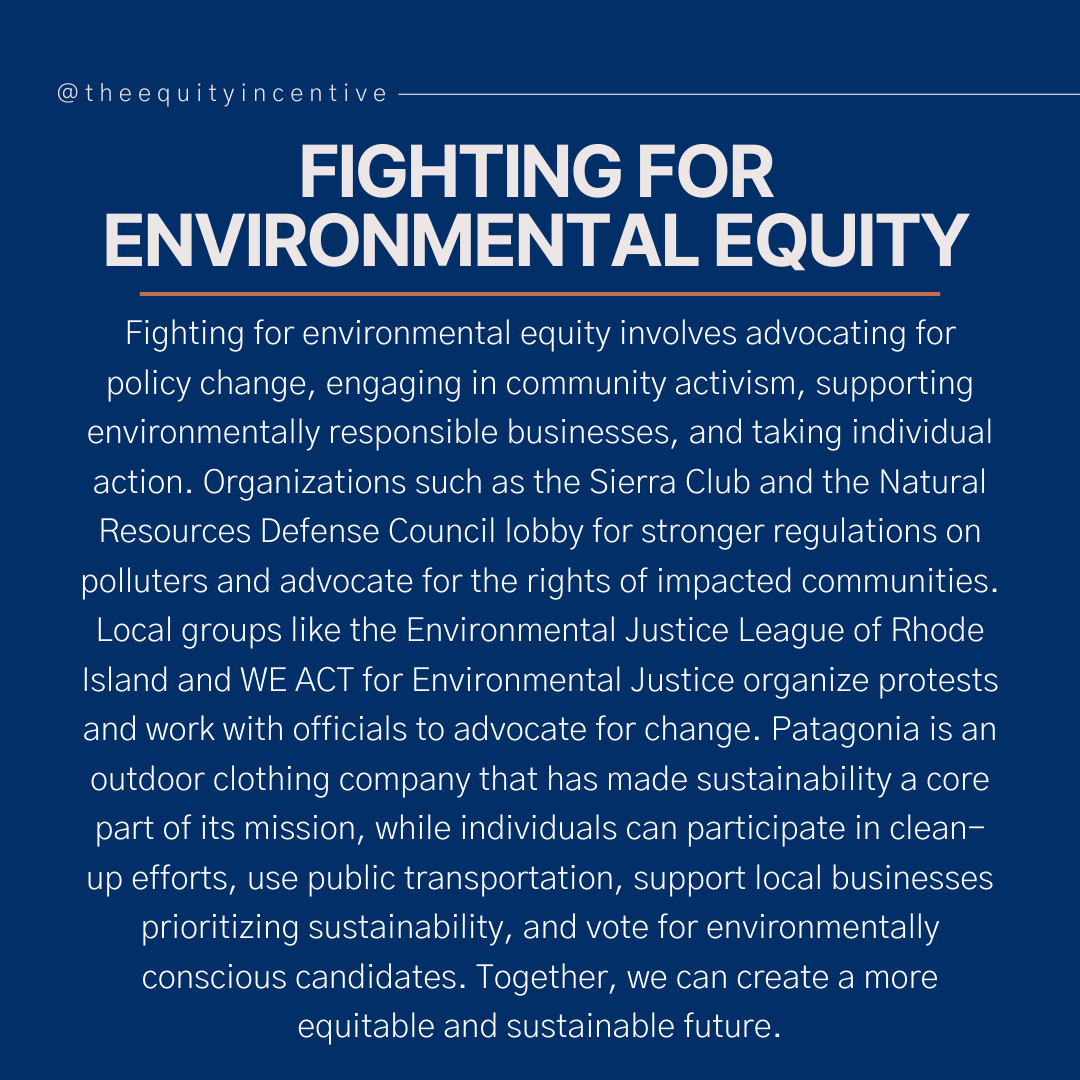 @theequityincentive
FIGHTING FOR
ENVIRONMENTAL EQUITY
Fighting for environmental equity involves advocating for
policy change, engaging in community activism, supporting
environmentally responsible businesses, and taking individual
action. Organizations such as the Sierra Club and the Natural
Resources Defense Council lobby for stronger regulations on
polluters and advocate for the rights of impacted communities.
Local groups like the Environmental Justice League of Rhode
Island and WE ACT for Environmental Justice organize protests
and work with officials to advocate for change. Patagonia is an
outdoor clothing company that has made sustainability a core
part of its mission, while individuals can participate in clean-
up efforts, use public transportation, support local businesses
prioritizing sustainability, and vote for environmentally
conscious candidates. Together, we can create a more
equitable and sustainable future.